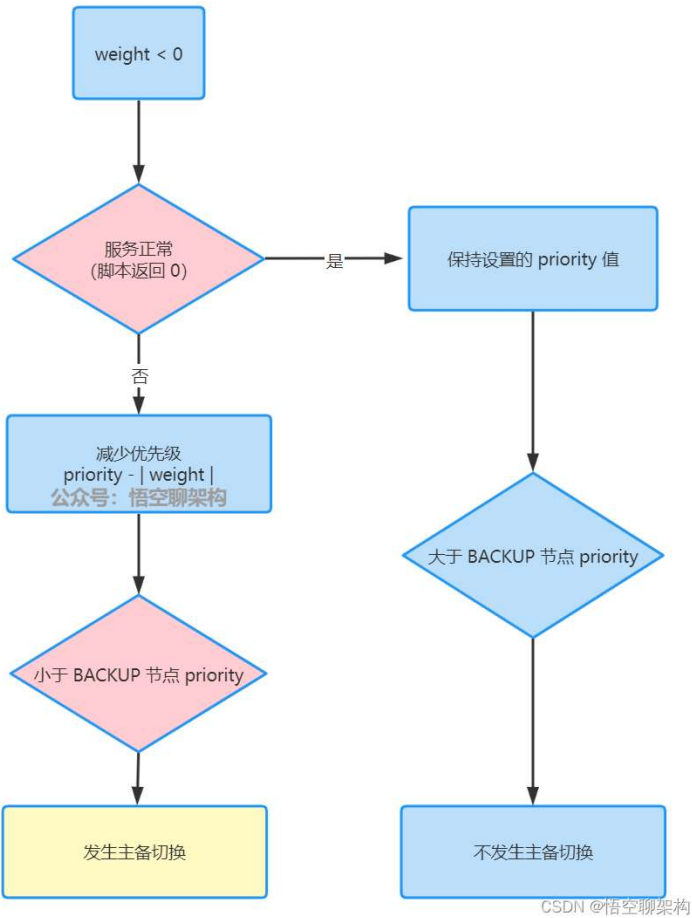 weight < 0
服务正常
（脚本返回 0）
是
保持设置的 priority 值
否
减少优先级
priority - | weight |
公众号：悟空聊架构
大于 BACKUP 节点 priority
小于 BACKUP 节点 priority
发生主备切换
不发生主备切换
CSDN @悟空聊架构